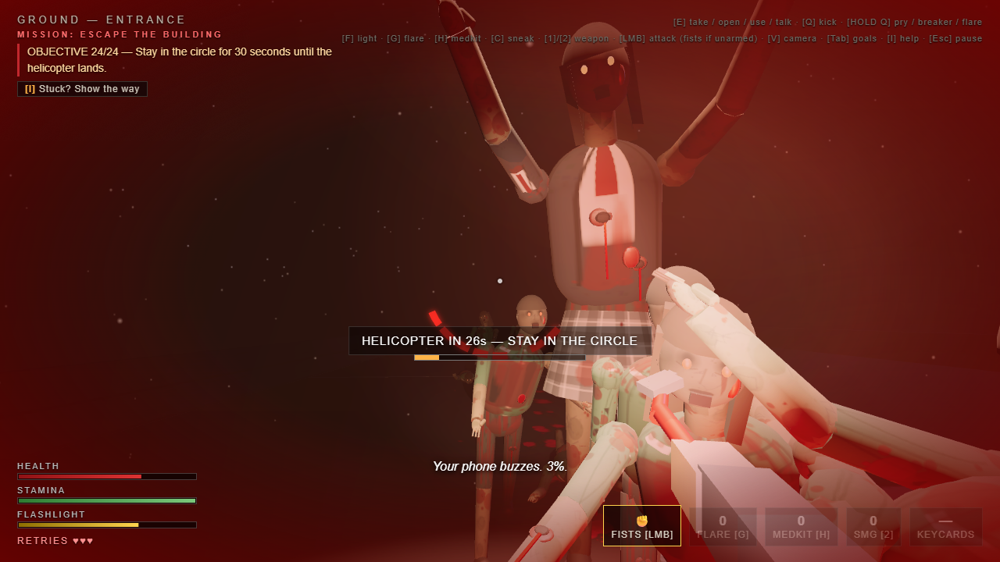 GROUND — ENTRANCE
MISSION: ESCAPE THE BUILDING
OBJECTIVE 24/24 — Stay in the circle for 30 seconds until the
helicopter lands.
[I] Stuck? Show the way
[E] take / open / use / talk · [Q] kick · [HOLD Q] pry / breaker / flare
[F] light · [G] flare · [H] medkit · [C] sneak · [1]/[2] weapon · [LMB] attack (fists if unarmed) · [V] camera · [Tab] goals · [I] help · [Esc] pause
HELICOPTER IN 26s — STAY IN THE CIRCLE
Your phone buzzes. 3%.
HEALTH
STAMINA
FLASHLIGHT
RETRIES ♥♥♥
✊ 0 0 0 —
FISTS [LMB] FLARE [G] MEDKIT [H] SMG [2] KEYCARDS